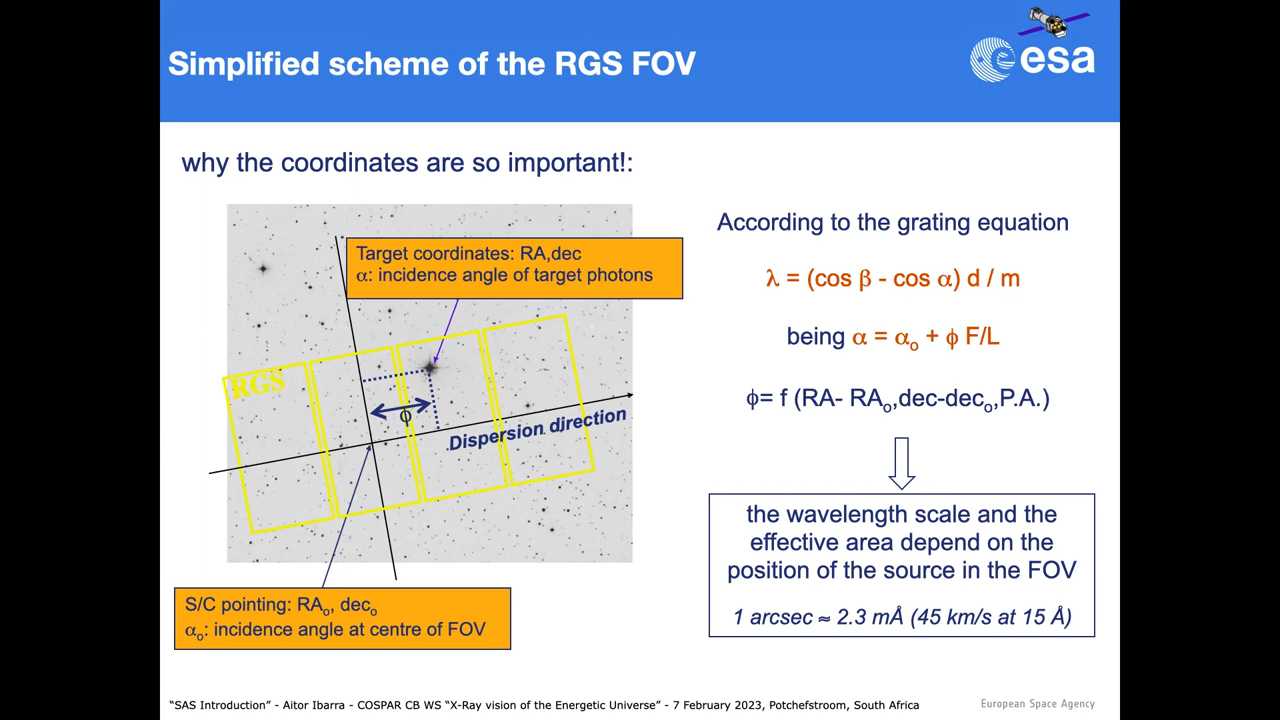 Simplified scheme of the RGS FOV
esa
why the coordinates are so important!:
Target coordinates: RA,dec
α: incidence angle of target photons
RGS
ϕ
Dispersion direction
S/C pointing: RAₒ, decₒ
αₒ: incidence angle at centre of FOV
According to the grating equation
λ = (cos β - cos α) d / m
being α = αₒ + ϕ F/L
ϕ= f (RA- RAₒ,dec-decₒ,P.A.)
the wavelength scale and the
effective area depend on the
position of the source in the FOV
1 arcsec ≈ 2.3 mÅ (45 km/s at 15 Å)
“SAS Introduction” - Aitor Ibarra - COSPAR CB WS “X-Ray vision of the Energetic Universe” - 7 February 2023, Potchefstroom, South Africa
European Space Agency